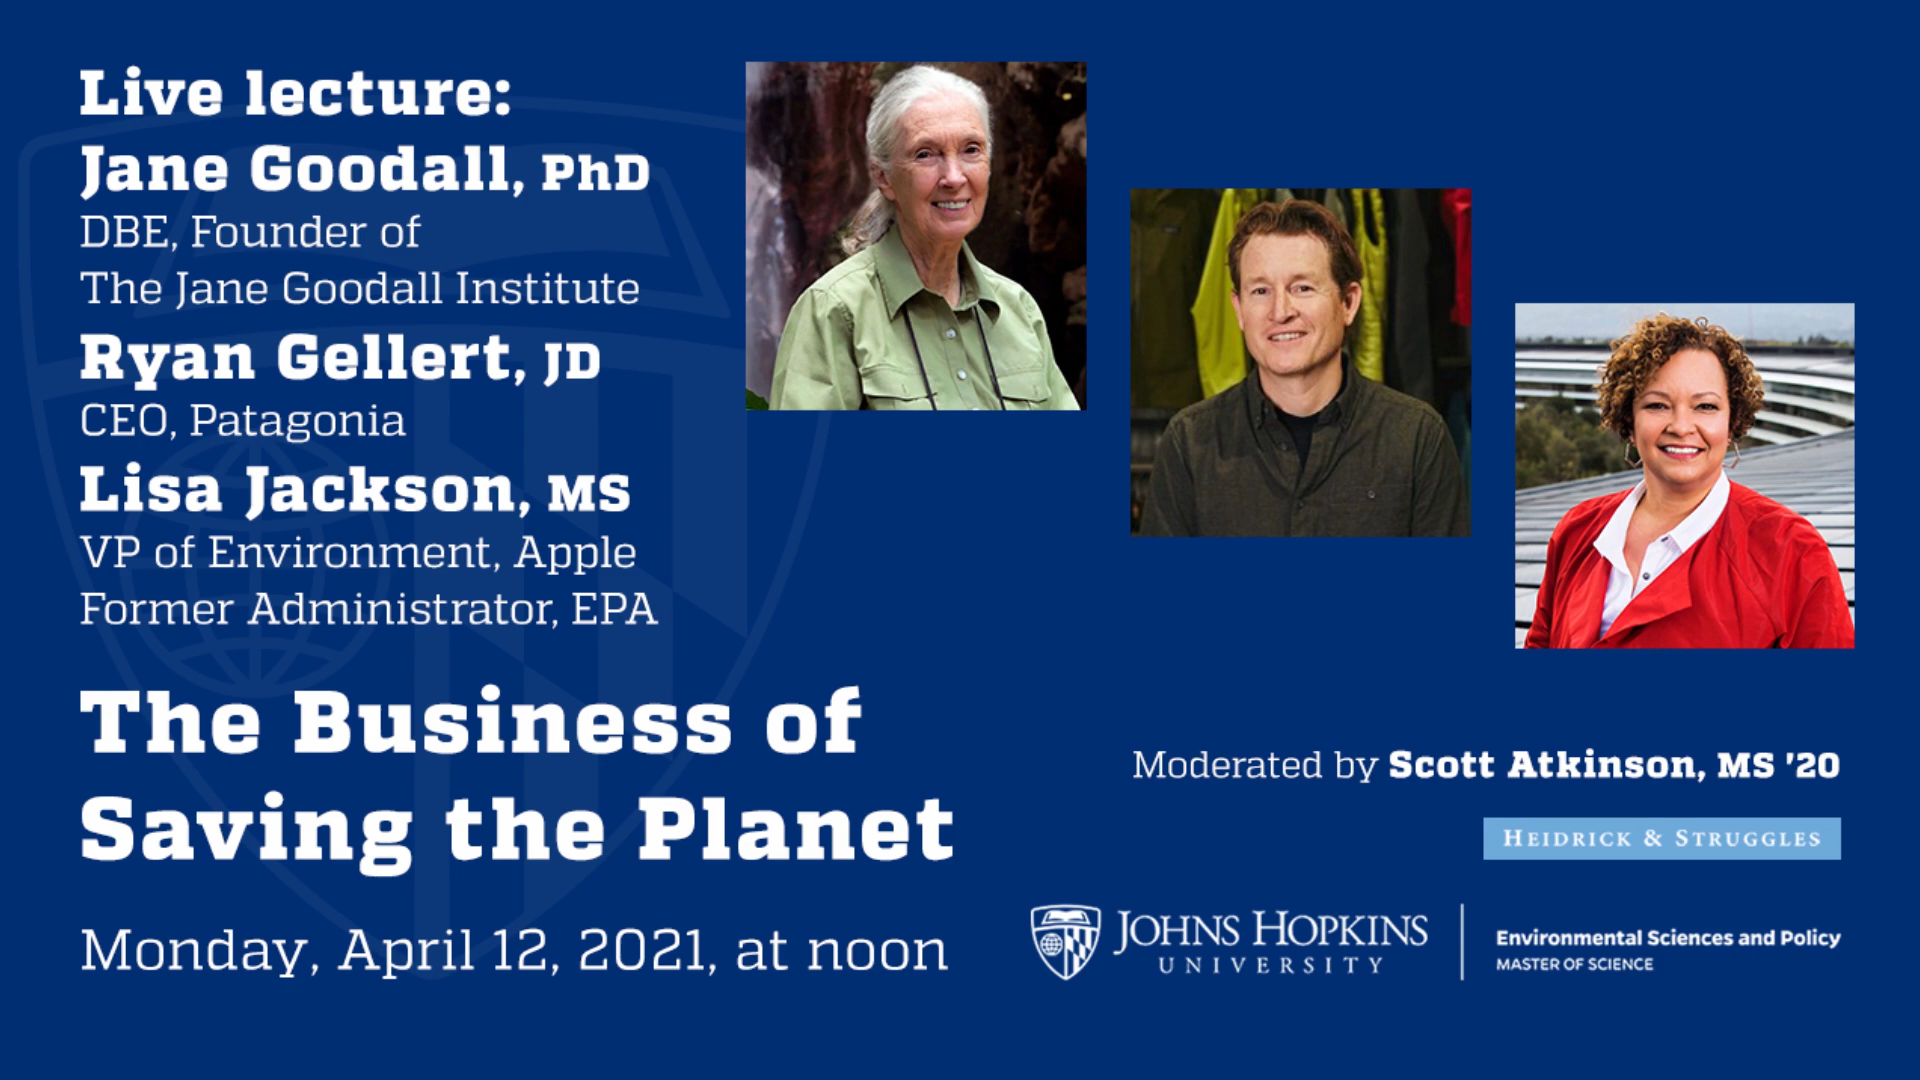 Live lecture:
Jane Goodall, PhD
DBE, Founder of
The Jane Goodall Institute
Ryan Gellert, JD
CEO, Patagonia
Lisa Jackson, MS
VP of Environment, Apple
Former Administrator, EPA
The Business of
Saving the Planet
Monday, April 12, 2021, at noon
Moderated by Scott Atkinson, MS '20
HEIDRICK & STRUGGLES
JOHNS HOPKINS
UNIVERSITY
Environmental Sciences and Policy
MASTER OF SCIENCE